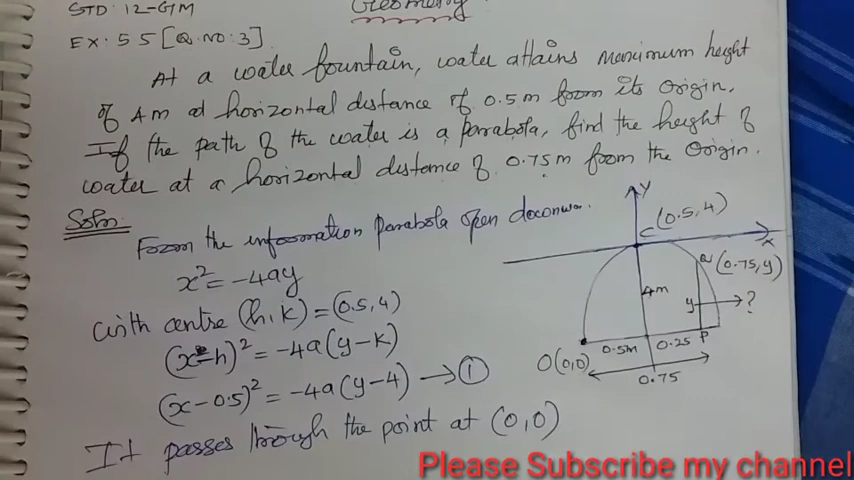 STD: 12-GM
Geometry
EX: 5 5 [Q. NO: 3]
At a water fountain, water attains maximum height
of 4m at horizontal distance of 0.5m from its origin.
If the path of the water is a parabola, find the height of
water at a horizontal distance of 0.75m from the origin.
Soln:
From the information parabola open downwa.
x² = -4ay
with centre (h, k) = (0.5, 4)
(x-h)² = -4a(y-k)
(x-0.5)² = -4a(y-4) → ①
It passes through the point at (0,0)
Y
C (0.5, 4)
X
Q (0.75, y)
4m
y → ?
O(0,0)
0.5m
0.25
P
0.75
Please Subscribe my channel